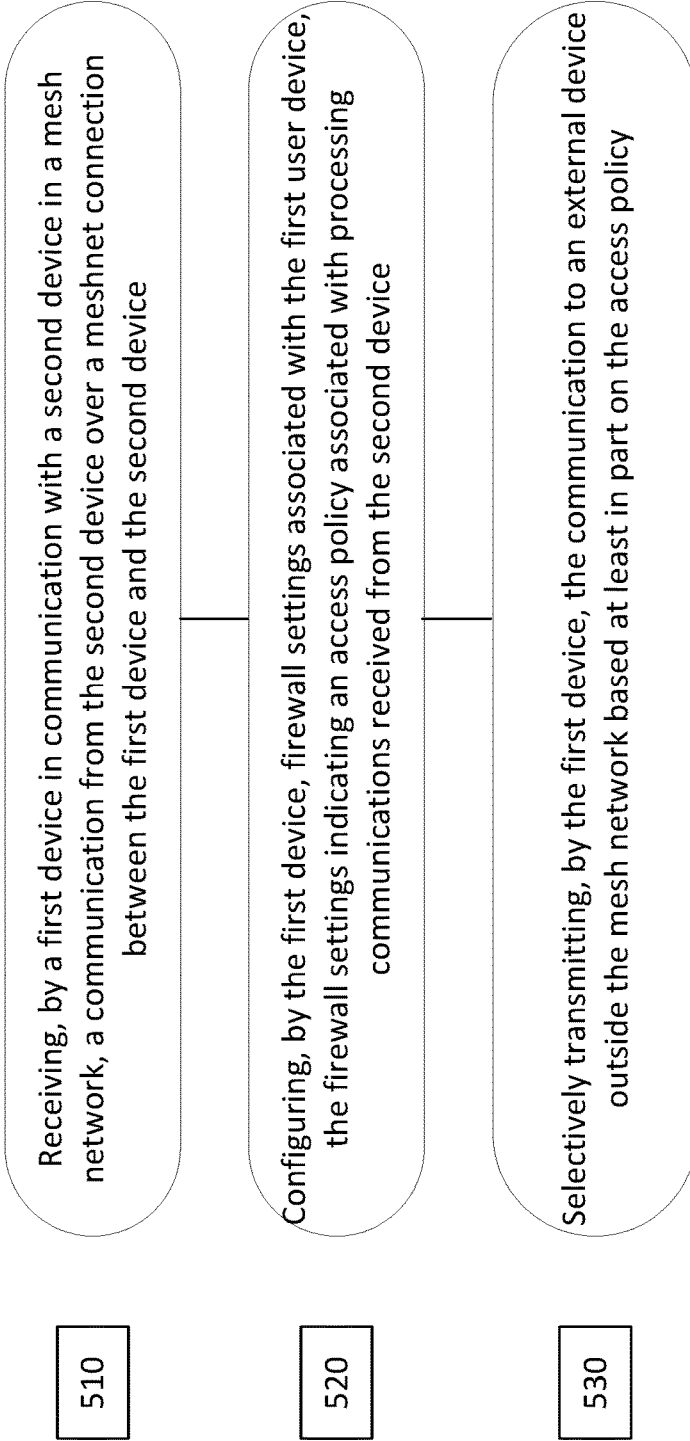 510
Receiving, by a first device in communication with a second device in a mesh
network, a communication from the second device over a meshnet connection
between the first device and the second device
520
Configuring, by the first device, firewall settings associated with the first user device,
the firewall settings indicating an access policy associated with processing
communications received from the second device
530
Selectively transmitting, by the first device, the communication to an external device
outside the mesh network based at least in part on the access policy